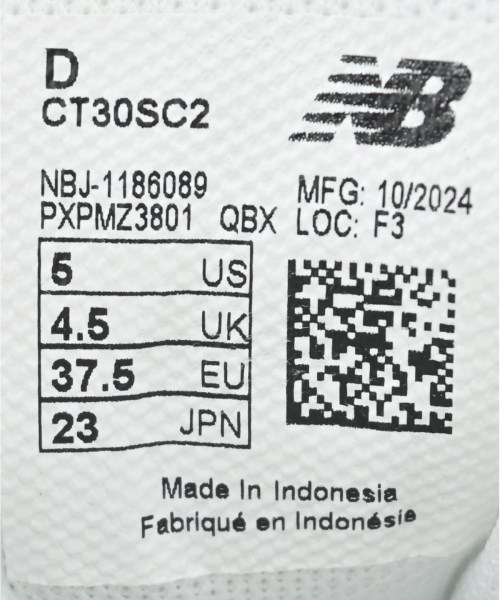 D
CT30SC2
NB
NBJ-1186089
MFG: 10/2024
PXPMZ3801 QBX LOC: F3
5 US
4.5 UK
37.5 EU
23 JPN
Made In Indonesia
Fabriqué en Indonésie